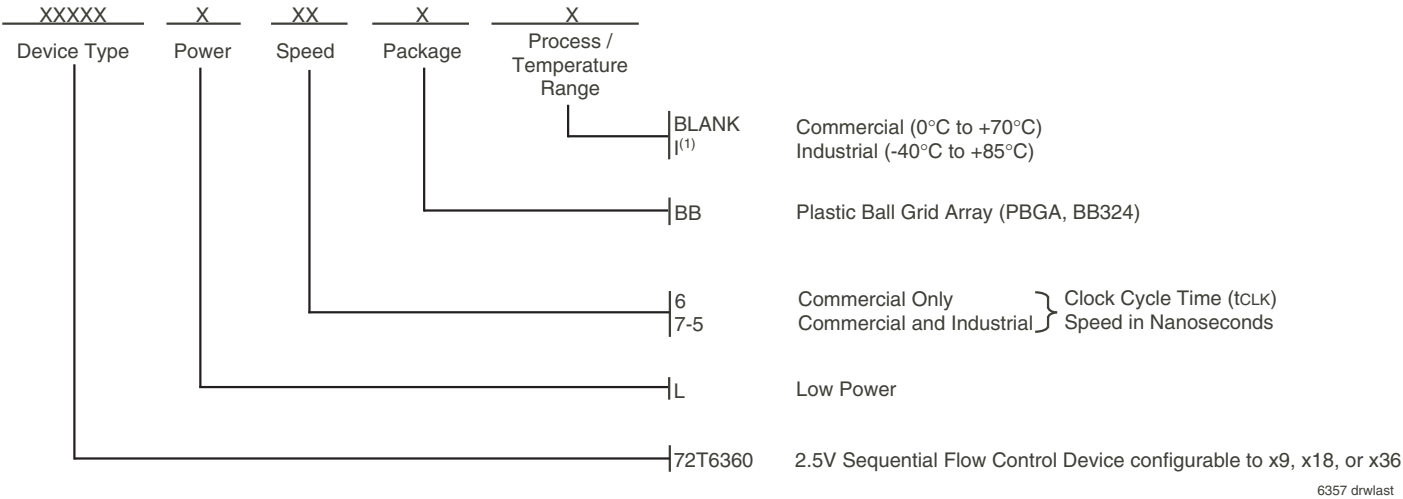 XXXXX X XX X X
Device Type Power Speed Package Process / Temperature Range
BLANK Commercial (0°C to +70°C)
I(1) Industrial (-40°C to +85°C)
BB Plastic Ball Grid Array (PBGA, BB324)
6 Commercial Only Clock Cycle Time (tCLK)
7-5 Commercial and Industrial Speed in Nanoseconds
L Low Power
72T6360 2.5V Sequential Flow Control Device configurable to x9, x18, or x36
6357 drwlast